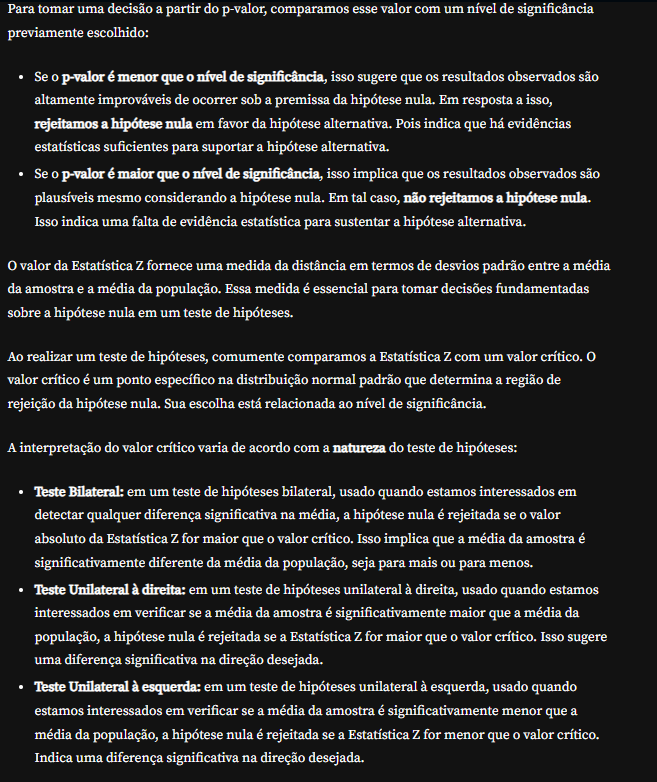 Para tomar uma decisão a partir do p-valor, comparamos esse valor com um nível de significância
previamente escolhido:
• Se o p-valor é menor que o nível de significância, isso sugere que os resultados observados são
altamente improváveis de ocorrer sob a premissa da hipótese nula. Em resposta a isso,
rejeitamos a hipótese nula em favor da hipótese alternativa. Pois indica que há evidências
estatísticas suficientes para suportar a hipótese alternativa.
• Se o p-valor é maior que o nível de significância, isso implica que os resultados observados são
plausíveis mesmo considerando a hipótese nula. Em tal caso, não rejeitamos a hipótese nula.
Isso indica uma falta de evidência estatística para sustentar a hipótese alternativa.
O valor da Estatística Z fornece uma medida da distância em termos de desvios padrão entre a média
da amostra e a média da população. Essa medida é essencial para tomar decisões fundamentadas
sobre a hipótese nula em um teste de hipóteses.
Ao realizar um teste de hipóteses, comumente comparamos a Estatística Z com um valor crítico. O
valor crítico é um ponto específico na distribuição normal padrão que determina a região de
rejeição da hipótese nula. Sua escolha está relacionada ao nível de significância.
A interpretação do valor crítico varia de acordo com a natureza do teste de hipóteses:
• Teste Bilateral: em um teste de hipóteses bilateral, usado quando estamos interessados em
detectar qualquer diferença significativa na média, a hipótese nula é rejeitada se o valor
absoluto da Estatística Z for maior que o valor crítico. Isso implica que a média da amostra é
significativamente diferente da média da população, seja para mais ou para menos.
• Teste Unilateral à direita: em um teste de hipóteses unilateral à direita, usado quando estamos
interessados em verificar se a média da amostra é significativamente maior que a média da
população, a hipótese nula é rejeitada se a Estatística Z for maior que o valor crítico. Isso sugere
uma diferença significativa na direção desejada.
• Teste Unilateral à esquerda: em um teste de hipóteses unilateral à esquerda, usado quando
estamos interessados em verificar se a média da amostra é significativamente menor que a
média da população, a hipótese nula é rejeitada se a Estatística Z for menor que o valor crítico.
Indica uma diferença significativa na direção desejada.